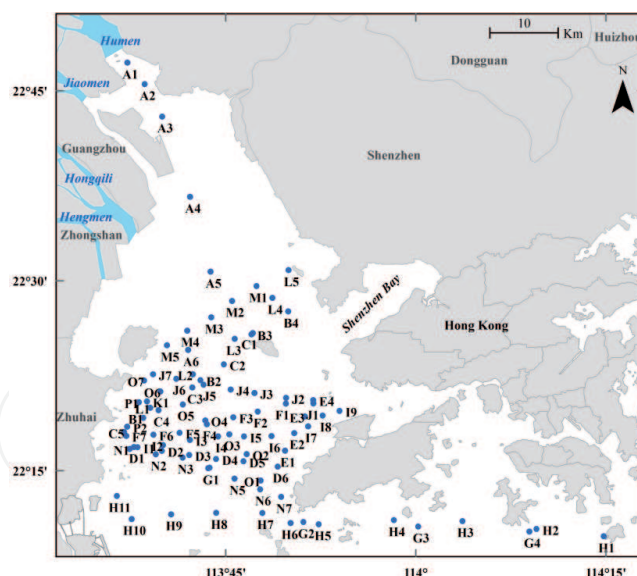 10
Km
Humen
Huizhou
Dongguan
N
A1
Jiaomen
A2
22°45'
A3
Guangzhou
Shenzhen
Hongqili
A4
Hengmen
Zhongshan
22°30'
A5
L5
M1
L4
M2
B4
Shenzhen Bay
M3
M4
B3
C1
L3
Hong Kong
M5
A6
C2
J7
L2
O7
B2
J6
J5
J4
J3
O6
C3
J2
E4
P1
K1
L1
F1
J1
I9
O5
F3
F2
E3
B1
C4
O4
I8
Zhuhai
P2
C5
F7
F6
F5
F4
I5
I7
I3
O3
E2
N1
I1
I2
I4
I6
D1
D2
D3
D4
O2
D5
E1
N2
N3
22°15'
G1
O1
D6
N5
N6
N7
H11
H10
H9
H8
H7
H6
G2
H5
H4
G3
H3
G4
H2
H1
113°45'
114°
114°15'